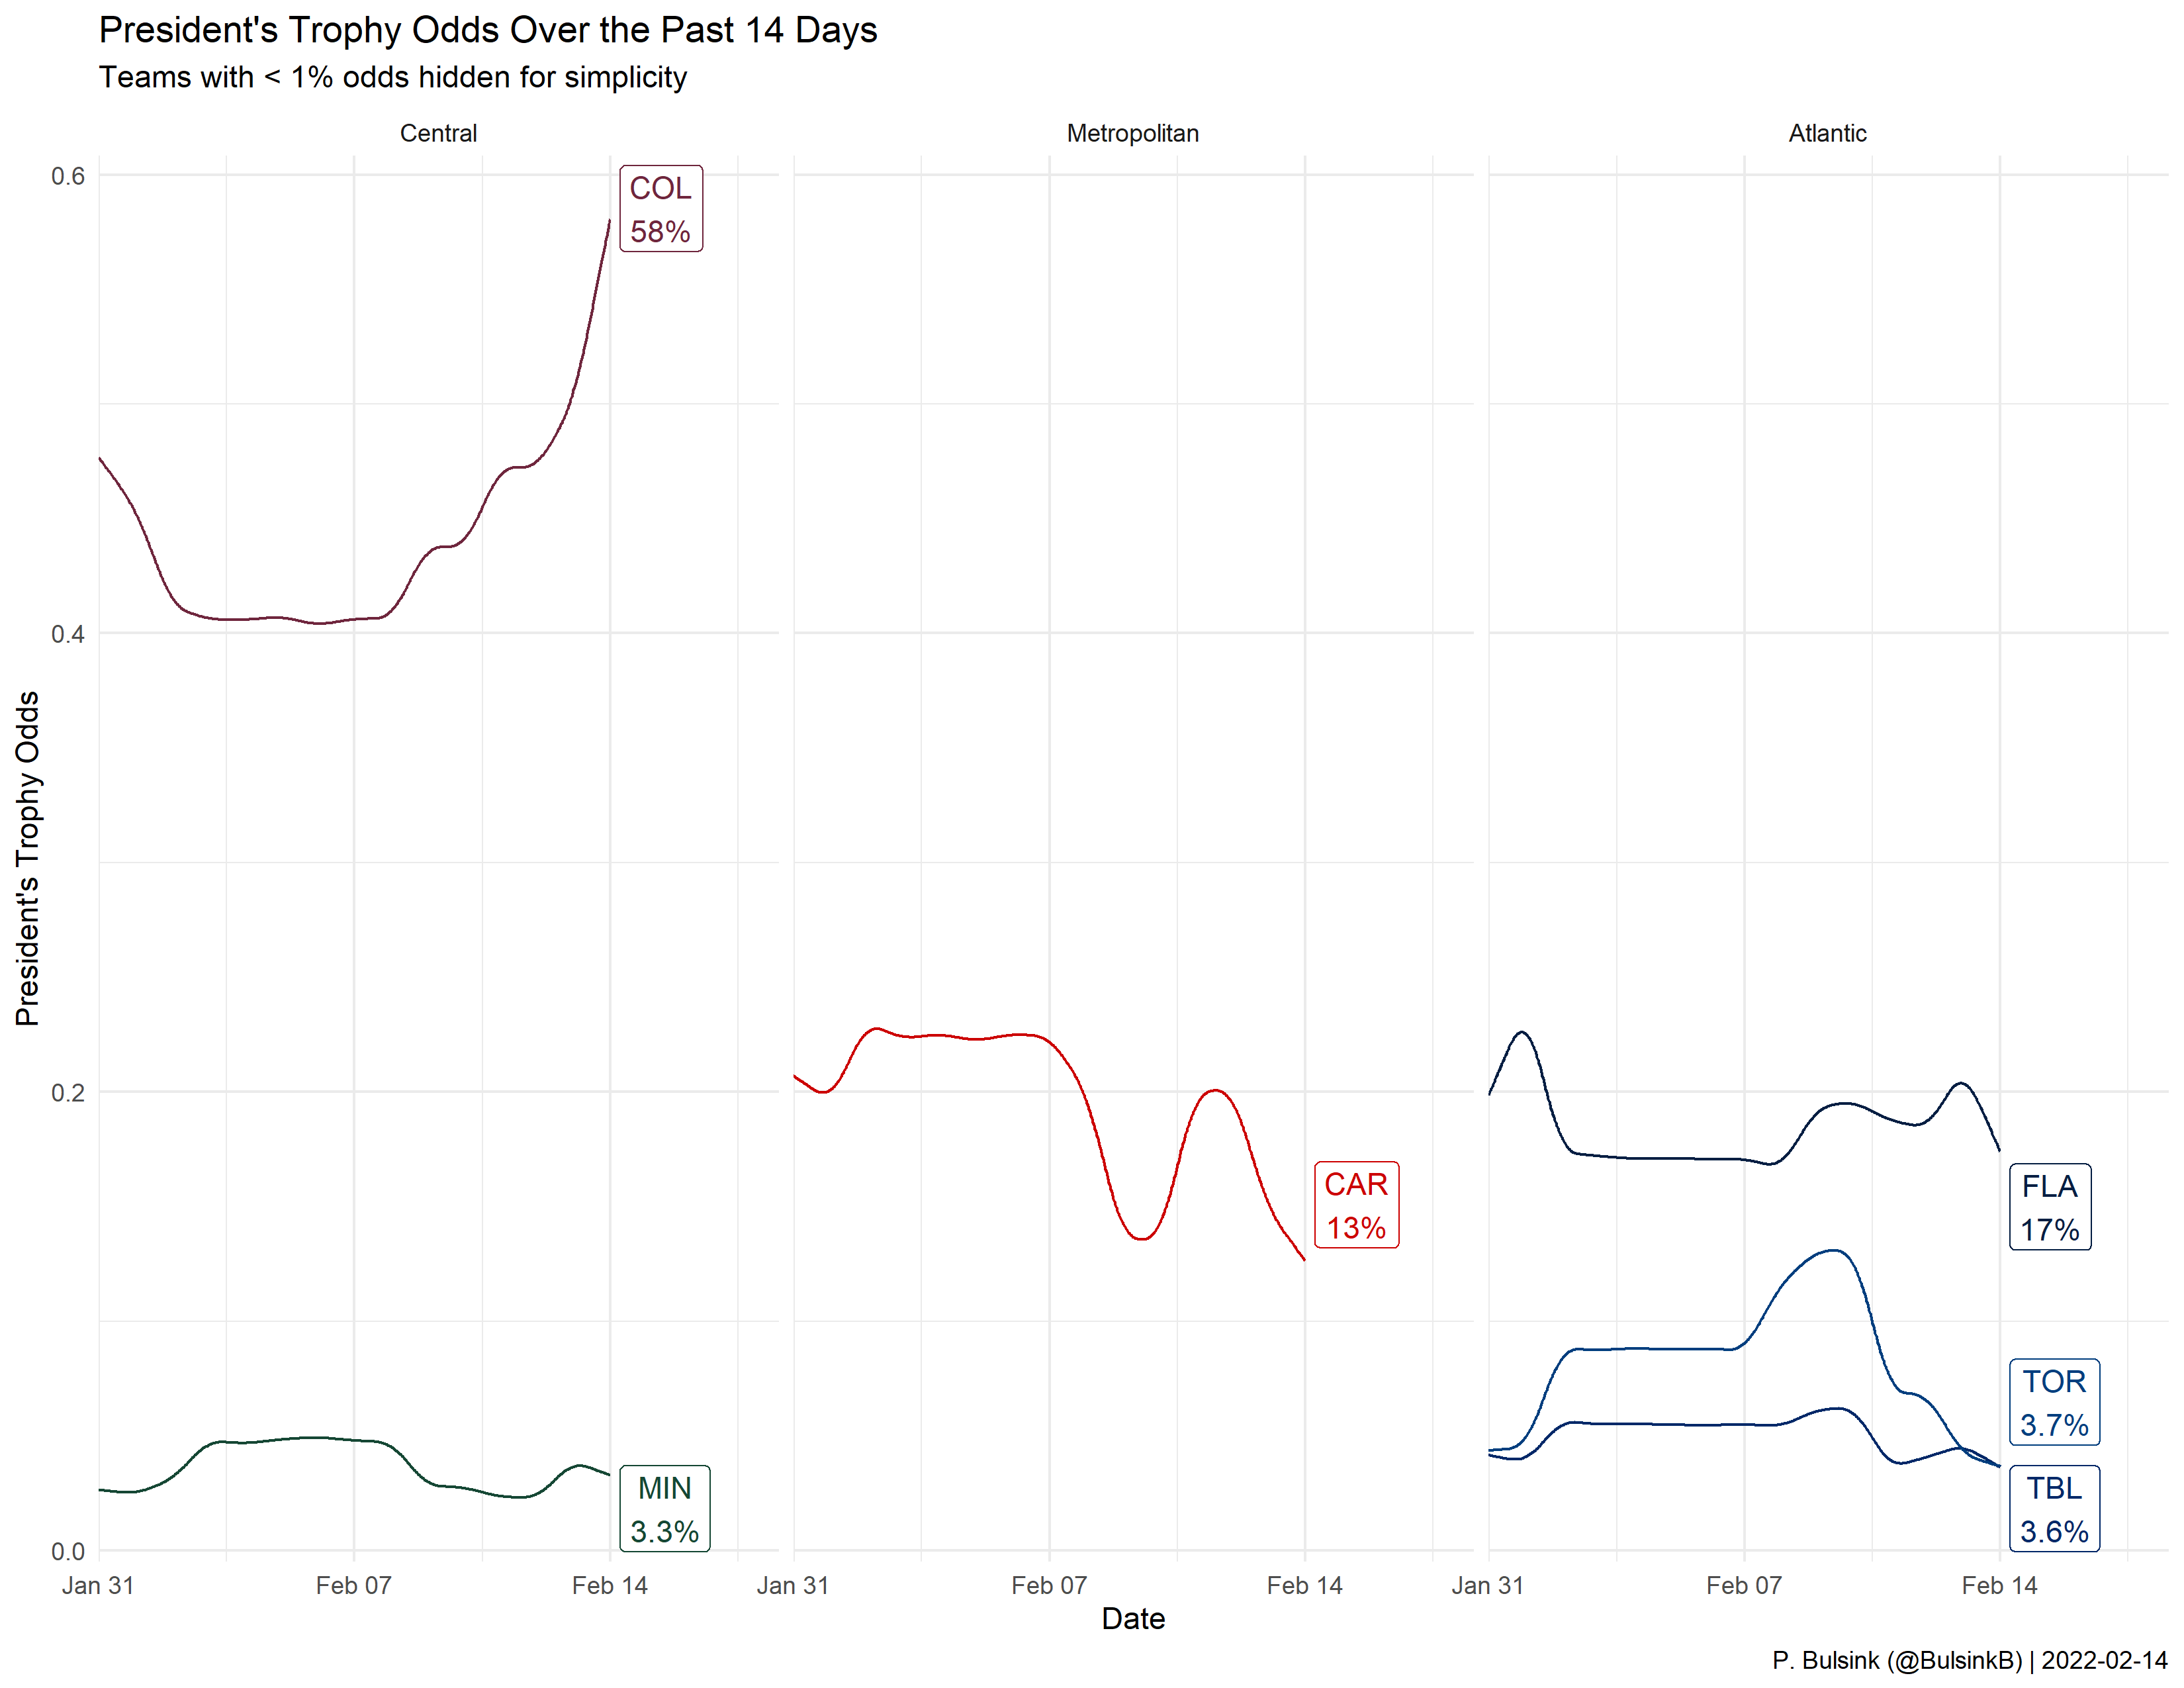 President's Trophy Odds Over the Past 14 Days
Teams with < 1% odds hidden for simplicity
Central
Metropolitan
Atlantic
President's Trophy Odds
0.6
0.4
0.2
0.0
COL
58%
MIN
3.3%
CAR
13%
FLA
17%
TOR
3.7%
TBL
3.6%
Jan 31
Feb 07
Feb 14
Jan 31
Feb 07
Feb 14
Jan 31
Feb 07
Feb 14
Date
P. Bulsink (@BulsinkB) | 2022-02-14